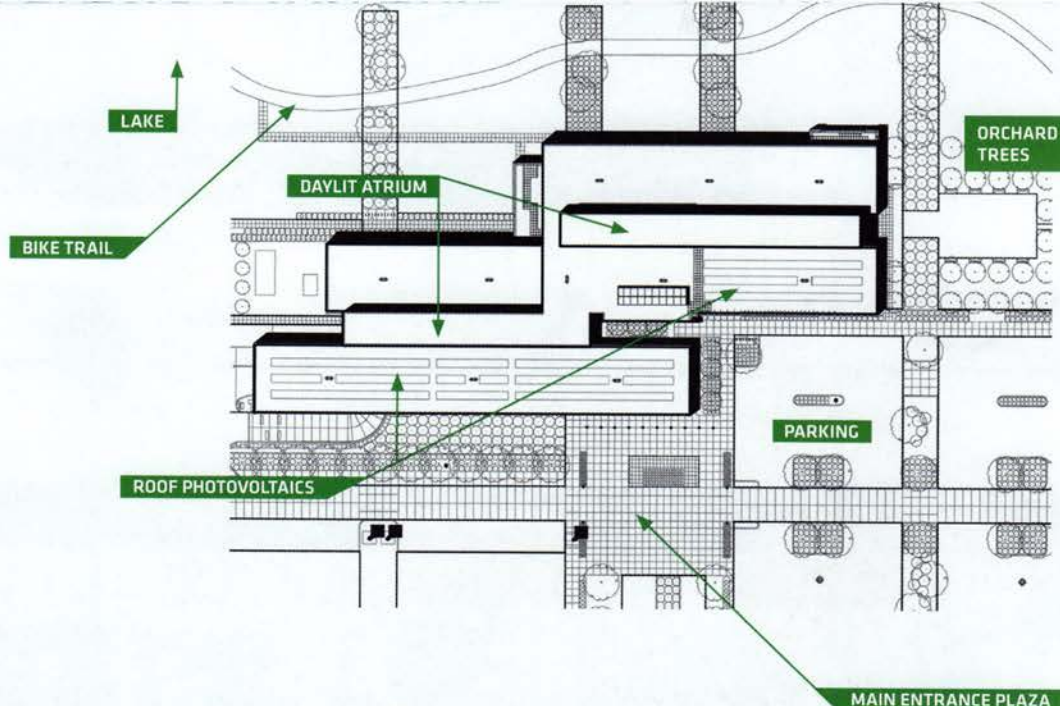 LAKE
ORCHARD
TREES
DAYLIT ATRIUM
BIKE TRAIL
PARKING
ROOF PHOTOVOLTAICS
MAIN ENTRANCE PLAZA